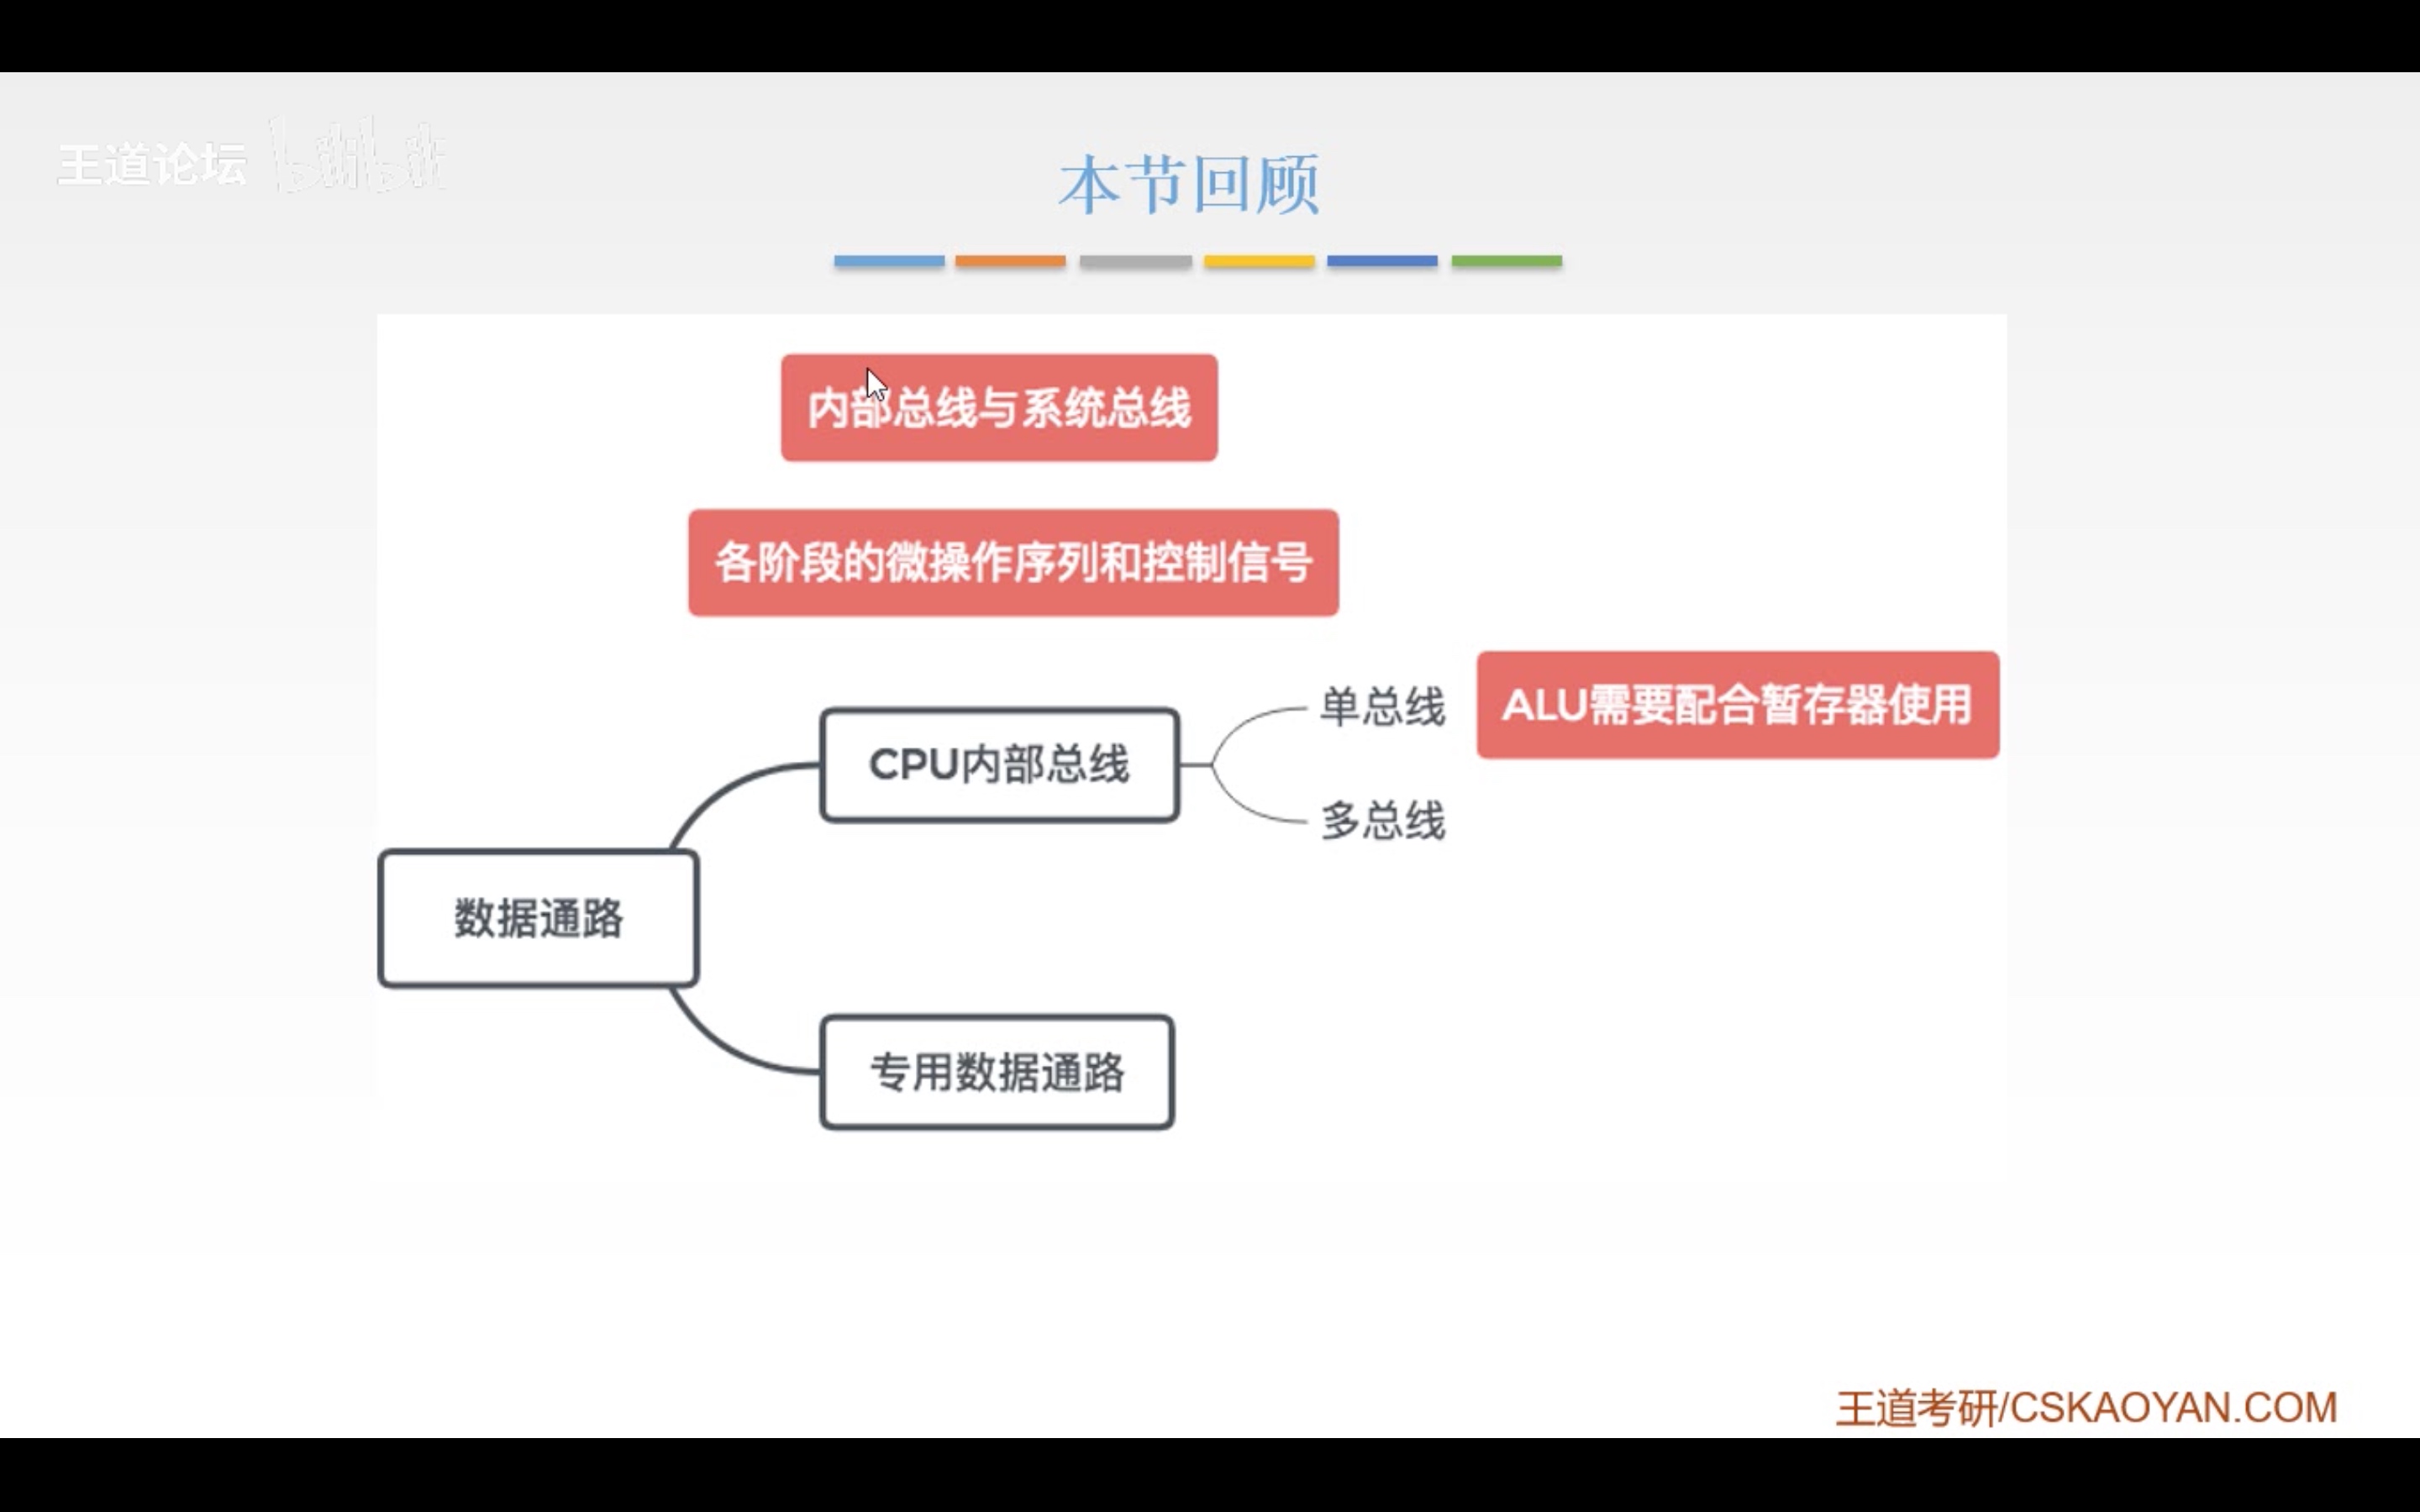 王道论坛 bilibili
本节回顾
内部总线与系统总线
各阶段的微操作序列和控制信号
单总线
ALU需要配合暂存器使用
CPU内部总线
多总线
数据通路
专用数据通路
王道考研/CSKAOYAN.COM